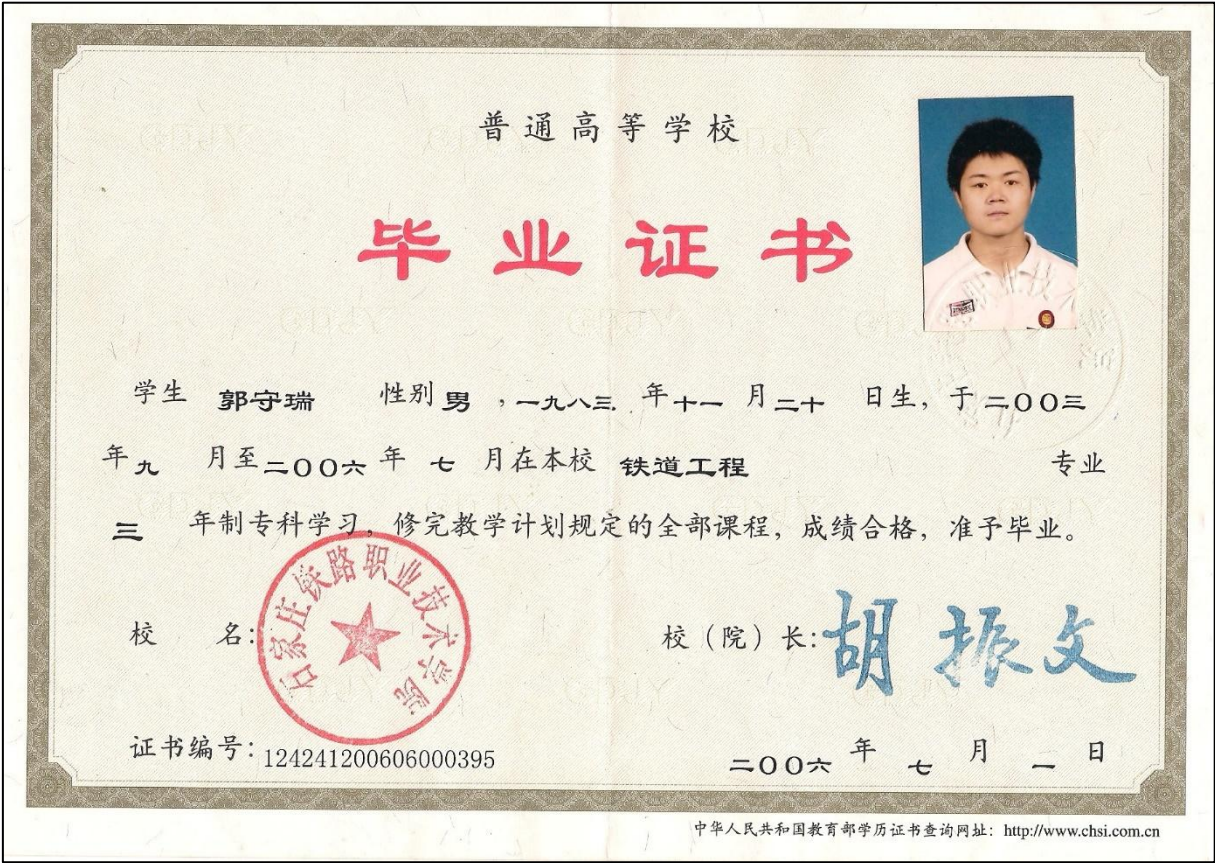 普通高等学校
毕业证书
学生 郭守瑞 性别 男 ，一九八三 年 十一 月 二十 日生，于 二〇〇三
年 九 月至 二〇〇六 年 七 月在本校 铁道工程 专业
三 年制专科学习，修完教学计划规定的全部课程，成绩合格，准予毕业。
校 名：
石家庄铁路职业技术学院
校（院）长：胡振文
证书编号：124241200606000395
二〇〇六 年 七 月 一 日
中华人民共和国教育部学历证书查询网址：http://www.chsi.com.cn